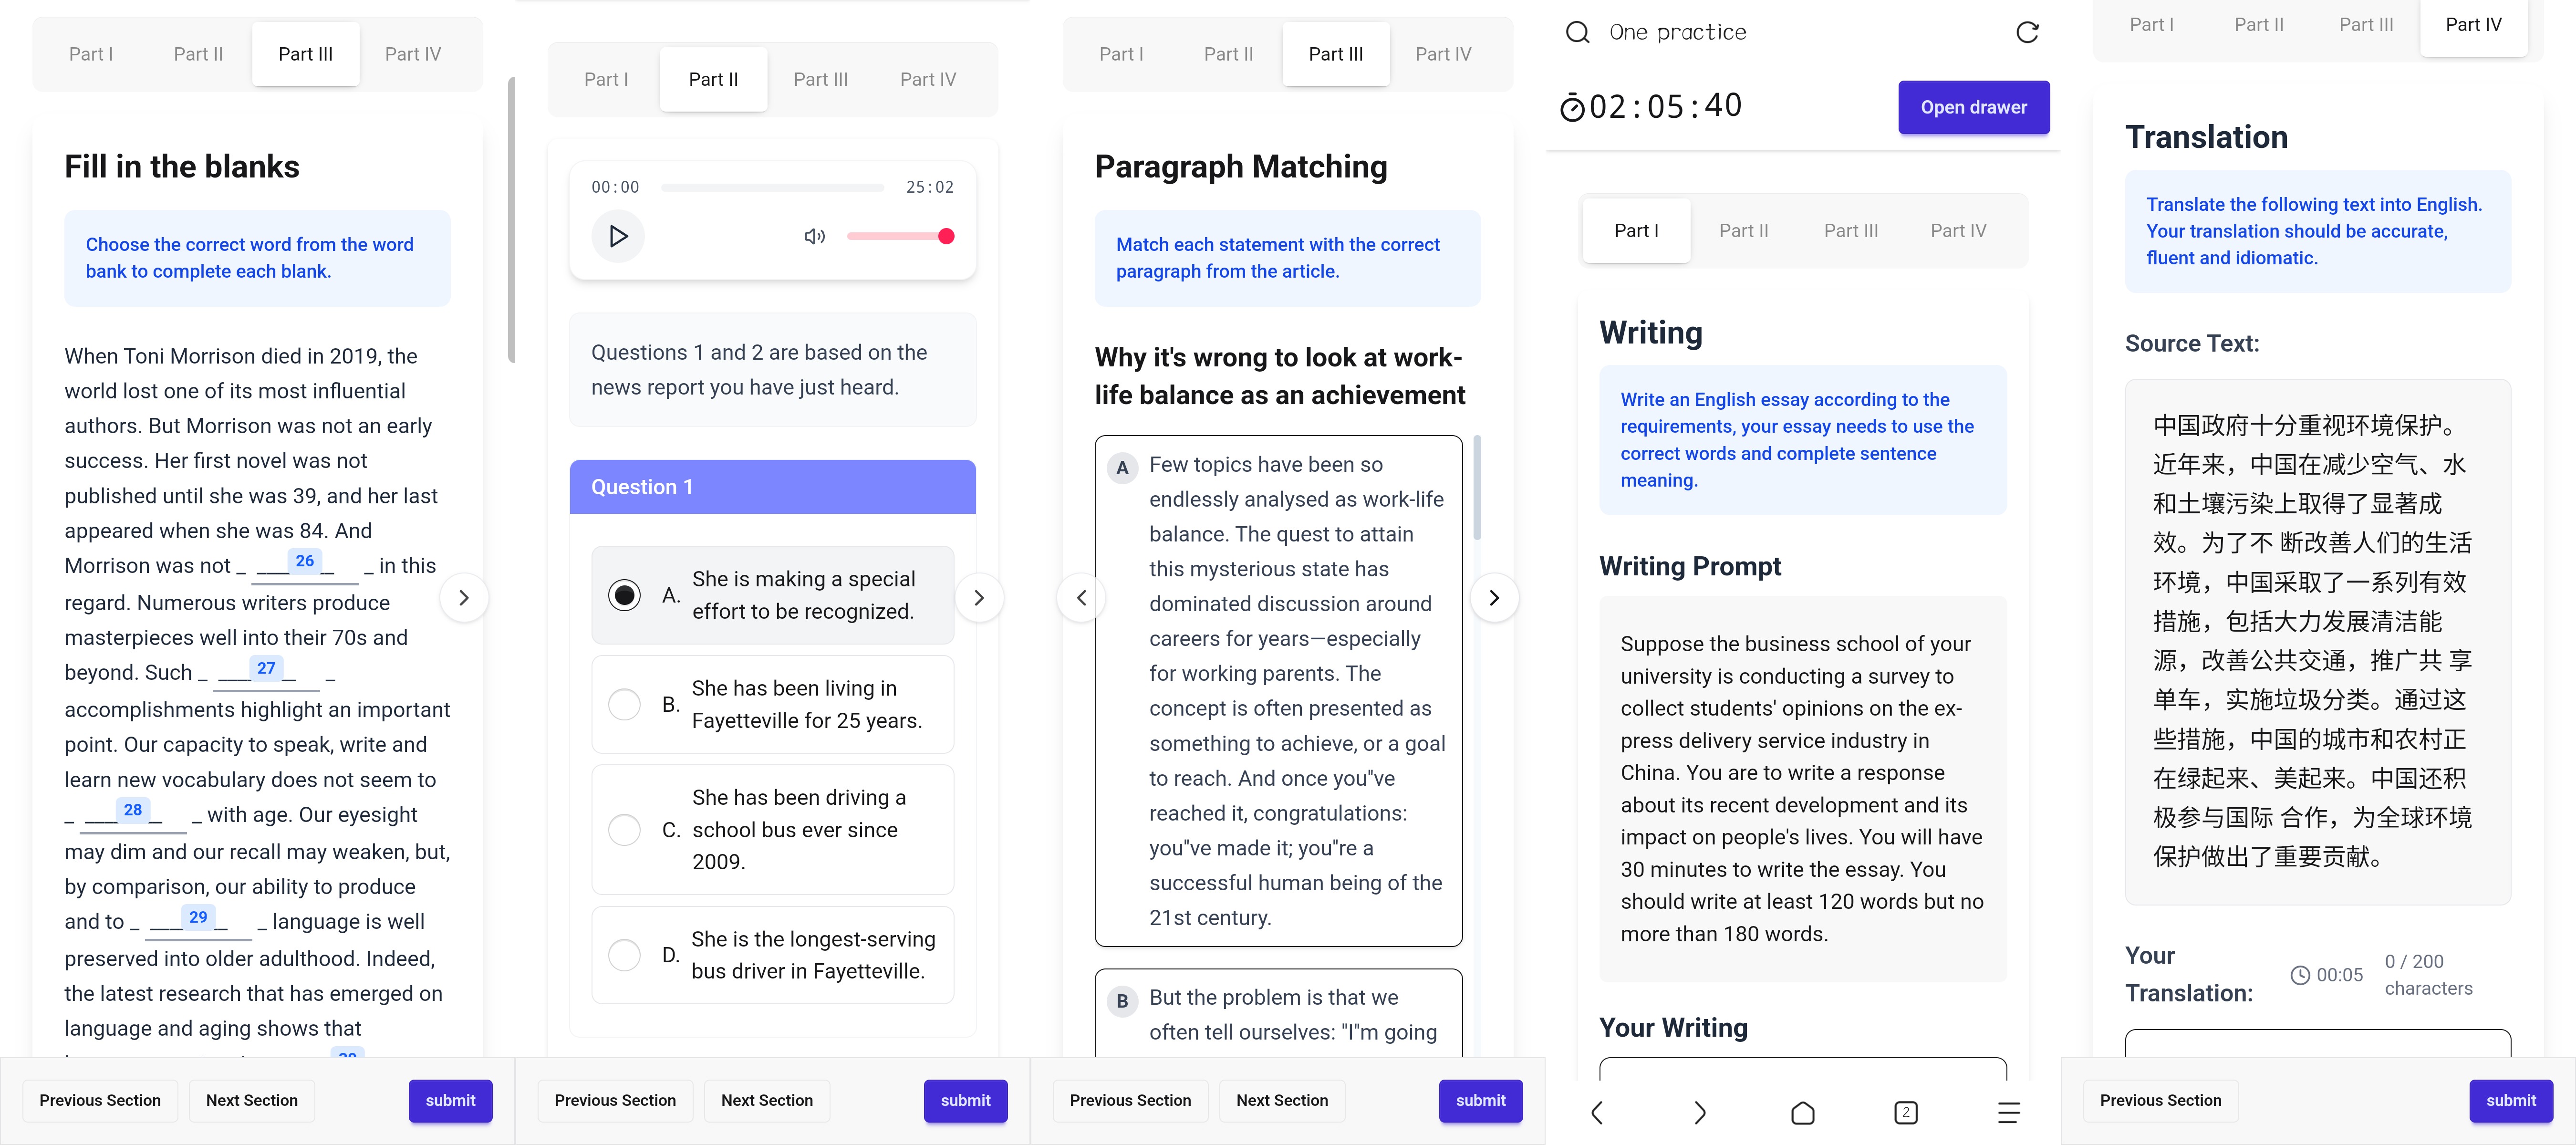 Part I Part II Part III Part IV
Fill in the blanks
Choose the correct word from the word
bank to complete each blank.
When Toni Morrison died in 2019, the
world lost one of its most influential
authors. But Morrison was not an early
success. Her first novel was not
published until she was 39, and her last
appeared when she was 84. And
Morrison was not _ ____26__ _ in this
regard. Numerous writers produce
masterpieces well into their 70s and
beyond. Such _ ____27__ _
accomplishments highlight an important
point. Our capacity to speak, write and
learn new vocabulary does not seem to
_ ____28__ _ with age. Our eyesight
may dim and our recall may weaken, but,
by comparison, our ability to produce
and to _ ____29__ _ language is well
preserved into older adulthood. Indeed,
the latest research that has emerged on
language and aging shows that
Previous Section Next Section submit
Part I Part II Part III Part IV
00:00 25:02
Questions 1 and 2 are based on the
news report you have just heard.
Question 1
A. She is making a special
effort to be recognized.
B. She has been living in
Fayetteville for 25 years.
C. She has been driving a
school bus ever since
2009.
D. She is the longest-serving
bus driver in Fayetteville.
Previous Section Next Section submit
Part I Part II Part III Part IV
Paragraph Matching
Match each statement with the correct
paragraph from the article.
Why it's wrong to look at work-
life balance as an achievement
A Few topics have been so
endlessly analysed as work-life
balance. The quest to attain
this mysterious state has
dominated discussion around
careers for years—especially
for working parents. The
concept is often presented as
something to achieve, or a goal
to reach. And once you"ve
reached it, congratulations:
you"ve made it; you"re a
successful human being of the
21st century.
B But the problem is that we
often tell ourselves: "I"m going
Previous Section Next Section submit
One practice
02:05:40 Open drawer
Part I Part II Part III Part IV
Writing
Write an English essay according to the
requirements, your essay needs to use the
correct words and complete sentence
meaning.
Writing Prompt
Suppose the business school of your
university is conducting a survey to
collect students' opinions on the ex-
press delivery service industry in
China. You are to write a response
about its recent development and its
impact on people's lives. You will have
30 minutes to write the essay. You
should write at least 120 words but no
more than 180 words.
Your Writing
2
Part I Part II Part III Part IV
Translation
Translate the following text into English.
Your translation should be accurate,
fluent and idiomatic.
Source Text:
中国政府十分重视环境保护。
近年来，中国在减少空气、水
和土壤污染上取得了显著成
效。为了不 断改善人们的生活
环境，中国采取了一系列有效
措施，包括大力发展清洁能
源，改善公共交通，推广共 享
单车，实施垃圾分类。通过这
些措施，中国的城市和农村正
在绿起来、美起来。中国还积
极参与国际 合作，为全球环境
保护做出了重要贡献。
Your
Translation:
00:05
0 / 200
characters
Previous Section submit